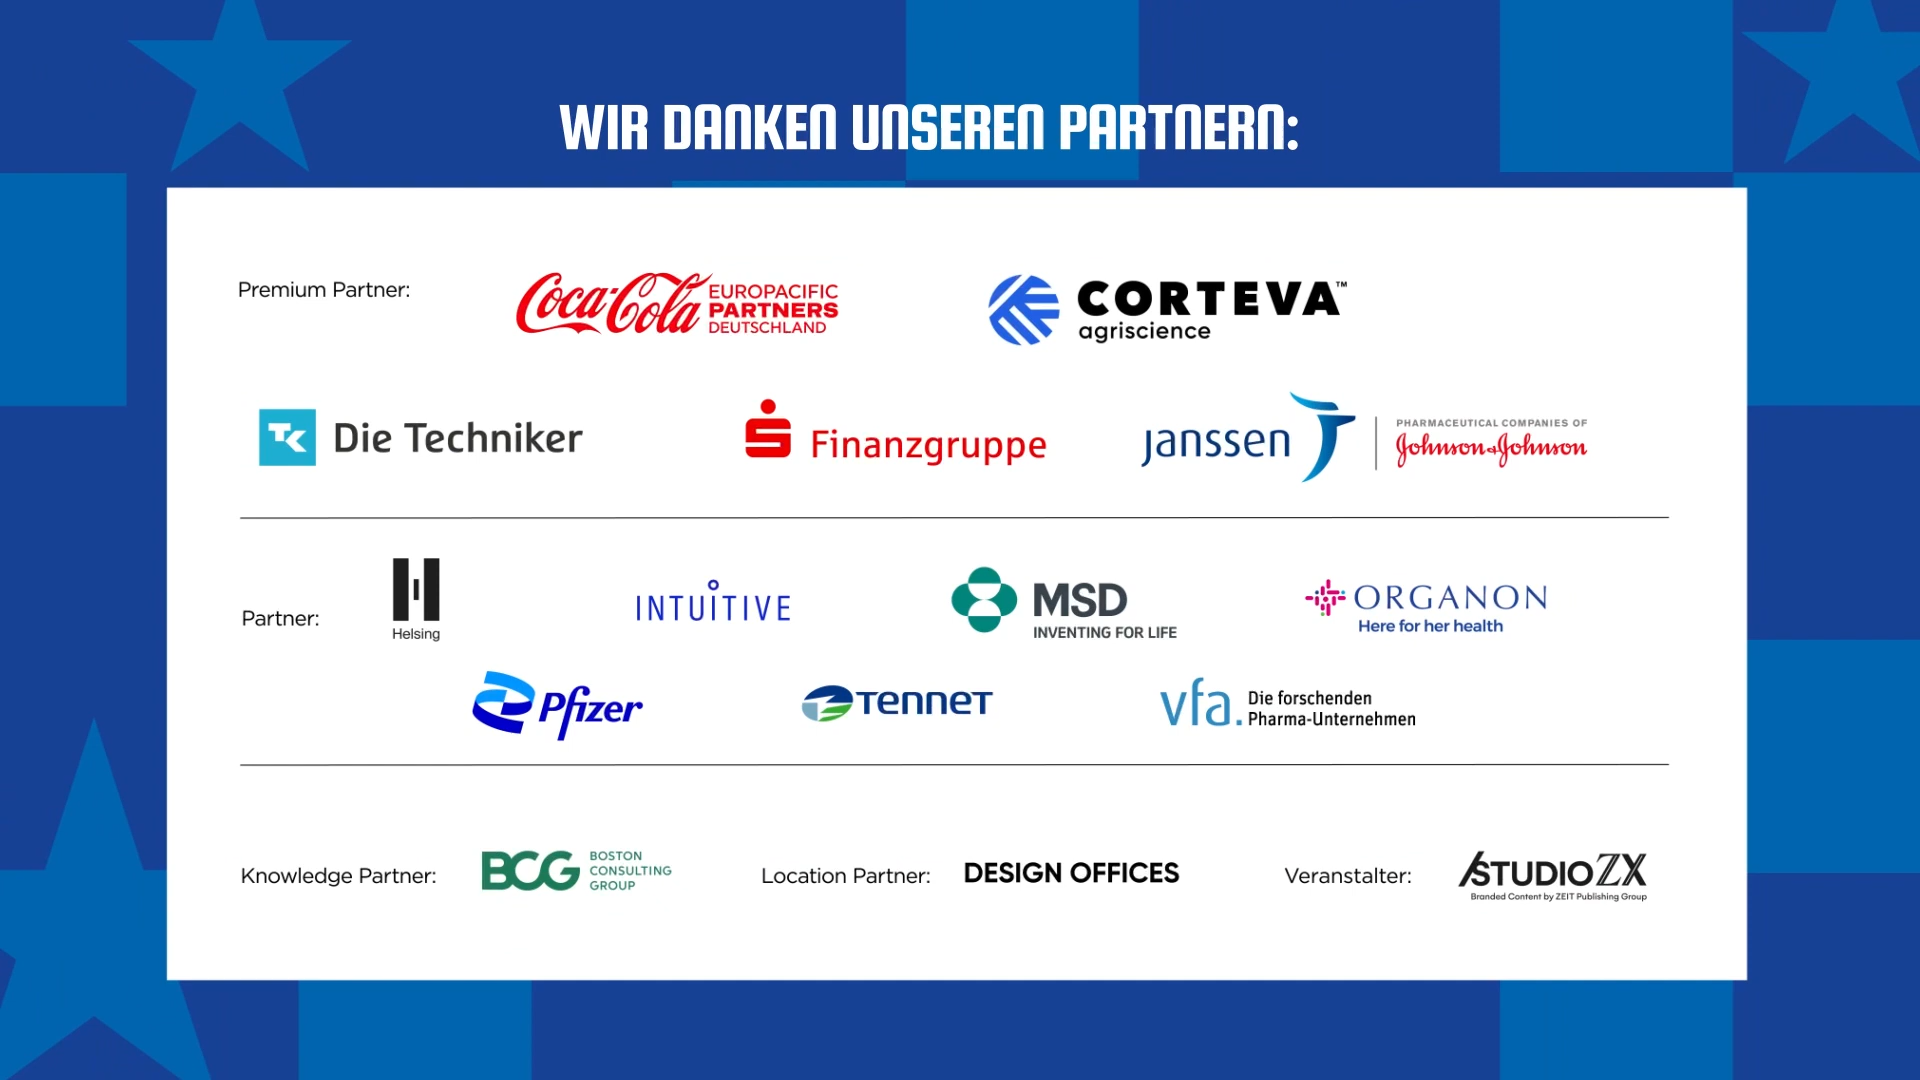 WIR DANKEN UNSEREN PARTNERN:
Premium Partner:
Coca-Cola EUROPACIFIC
PARTNERS
DEUTSCHLAND
CORTEVA™
agriscience
TK Die Techniker
Finanzgruppe
janssen
PHARMACEUTICAL COMPANIES OF
Johnson & Johnson
Partner:
Helsing
INTUITIVE
MSD
INVENTING FOR LIFE
ORGANON
Here for her health
Pfizer
TenneT
vfa. Die forschenden
Pharma-Unternehmen
Knowledge Partner:
BCG BOSTON
CONSULTING
GROUP
Location Partner:
DESIGN OFFICES
Veranstalter:
/STUDIO ZX
Branded Content by ZEIT Publishing Group